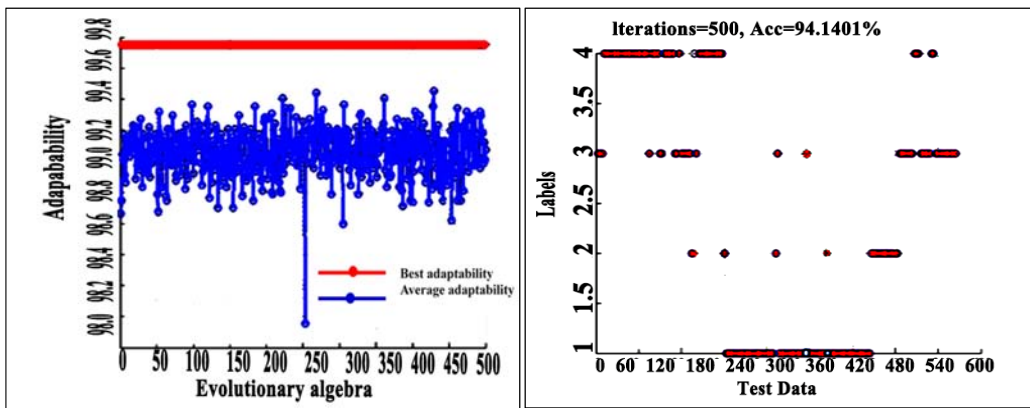 99.8
99.6
99.4
99.2
99.0
98.8
98.6
98.4
98.2
98.0
Adapabability
Best adaptability
Average adaptability
0 50 100 150 200 250 300 350 400 450 500
Evolutionary algebra
Iterations=500, Acc=94.1401%
4
3.5
3
2.5
2
1.5
1
Labels
0 60 120 180 240 300 360 420 480 540 600
Test Data